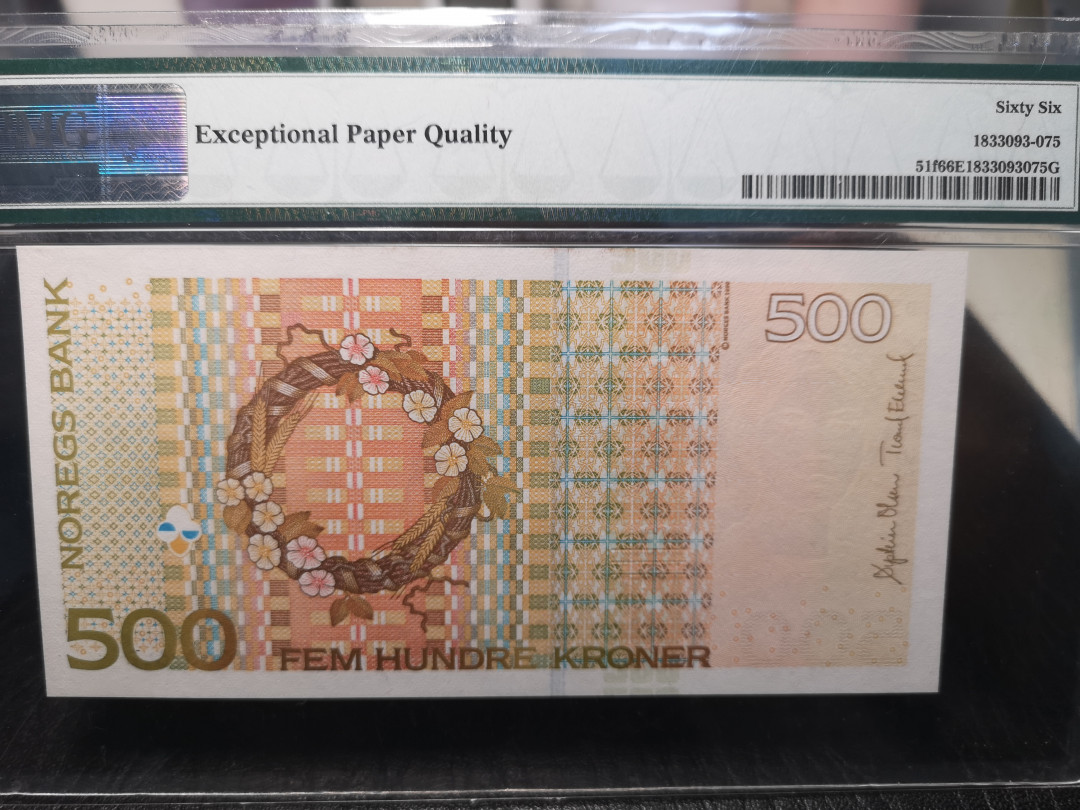 Sixty Six
Exceptional Paper Quality
1833093-075
51f66E1833093075G
NOREGS BANK
500
500
FEM HUNDRE KRONER